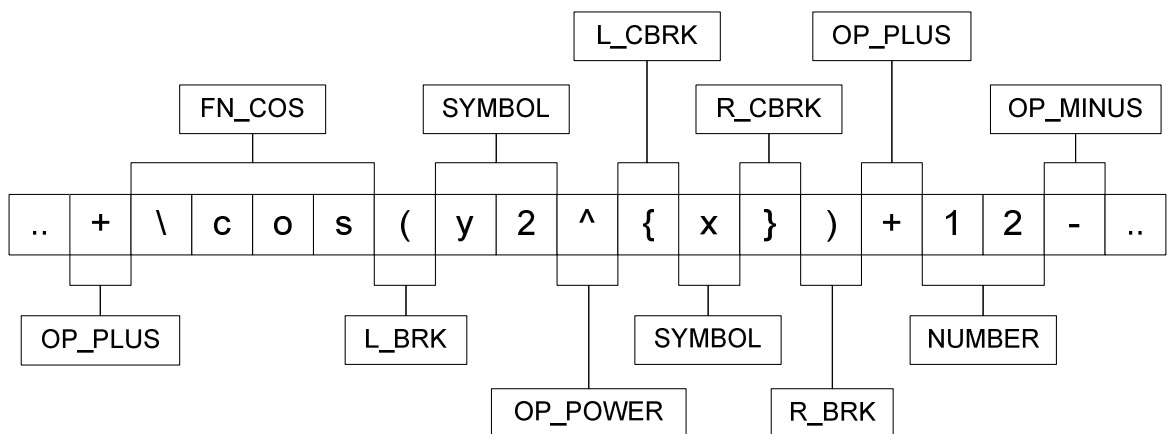 L_CBRK OP_PLUS
FN_COS SYMBOL R_CBRK OP_MINUS
.. + \ c o s ( y 2 ^ { x } ) + 1 2 - ..
OP_PLUS L_BRK SYMBOL NUMBER
OP_POWER R_BRK